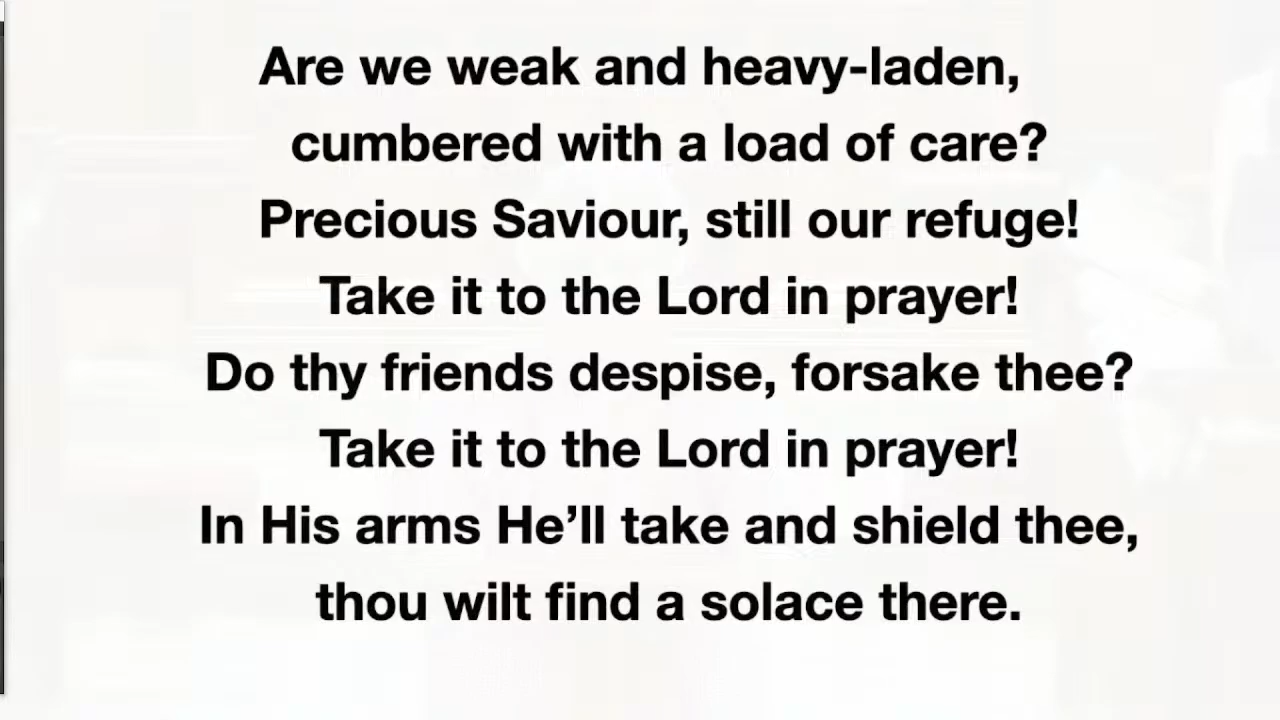 Are we weak and heavy-laden,
cumbered with a load of care?
Precious Saviour, still our refuge!
Take it to the Lord in prayer!
Do thy friends despise, forsake thee?
Take it to the Lord in prayer!
In His arms He’ll take and shield thee,
thou wilt find a solace there.